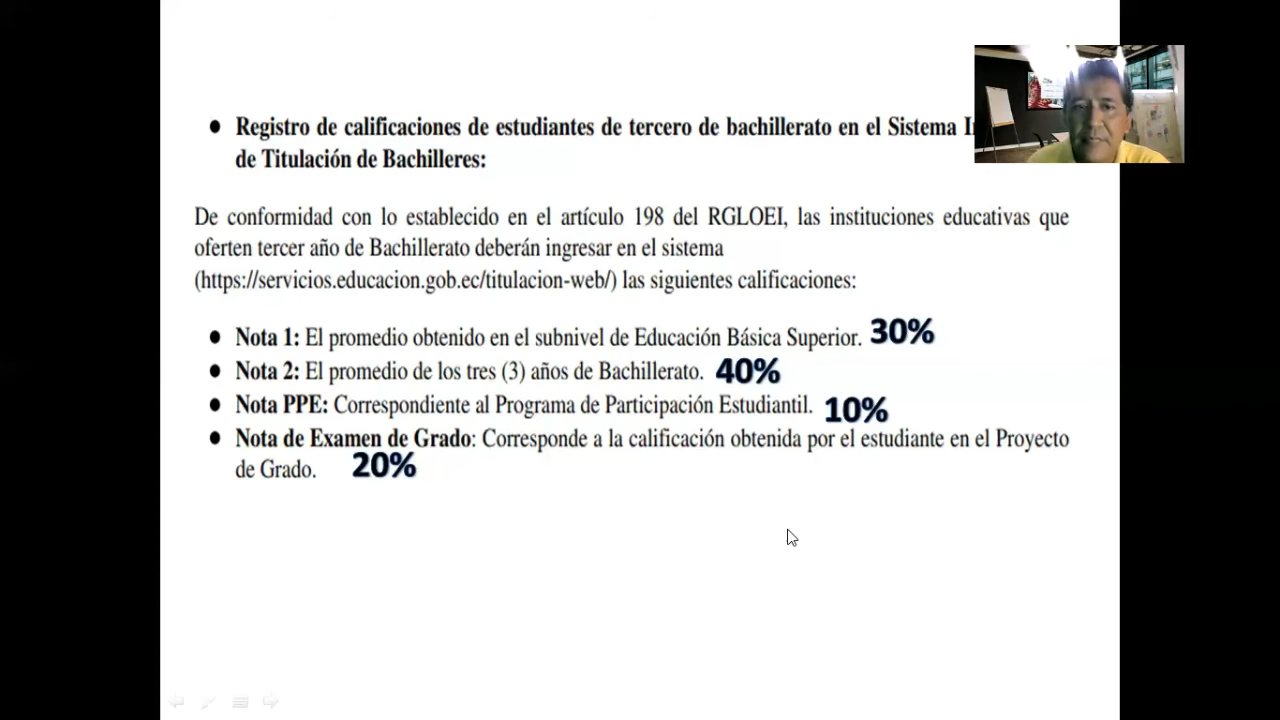 ● Registro de calificaciones de estudiantes de tercero de bachillerato en el Sistema
de Titulación de Bachilleres:
De conformidad con lo establecido en el artículo 198 del RGLOEI, las instituciones educativas que
oferten tercer año de Bachillerato deberán ingresar en el sistema
(https://servicios.educacion.gob.ec/titulacion-web/) las siguientes calificaciones:
● Nota 1: El promedio obtenido en el subnivel de Educación Básica Superior. 30%
● Nota 2: El promedio de los tres (3) años de Bachillerato. 40%
● Nota PPE: Correspondiente al Programa de Participación Estudiantil. 10%
● Nota de Examen de Grado: Corresponde a la calificación obtenida por el estudiante en el Proyecto
de Grado. 20%